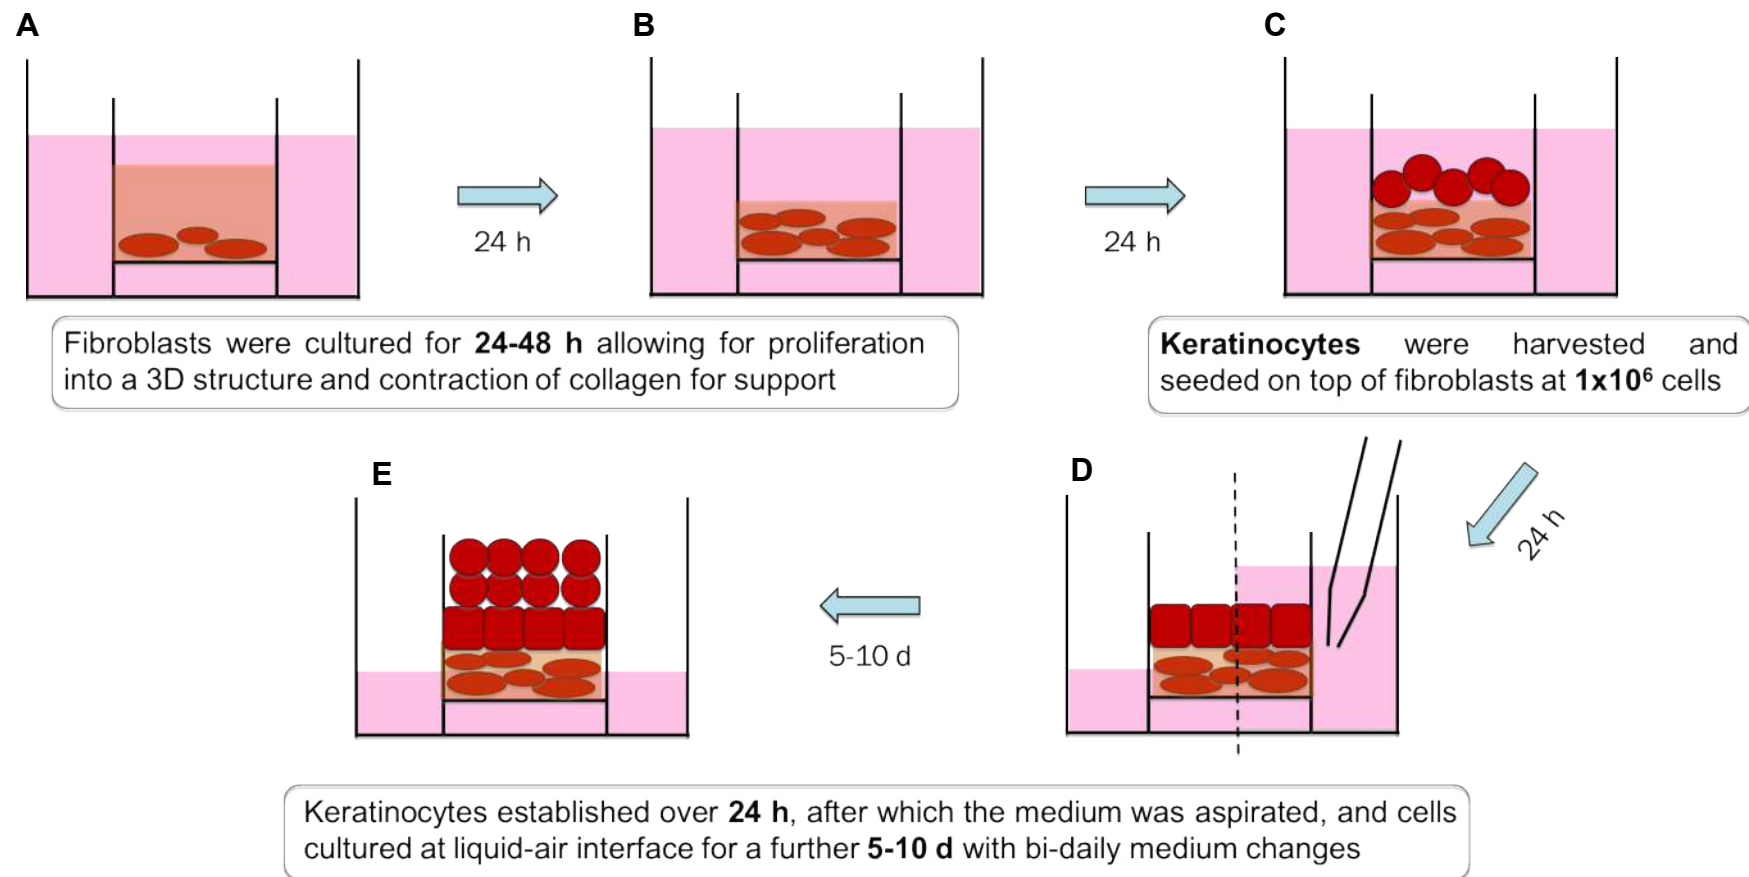 A
B
C
24 h
24 h
Fibroblasts were cultured for 24-48 h allowing for proliferation
into a 3D structure and contraction of collagen for support
Keratinocytes were harvested and
seeded on top of fibroblasts at 1x10⁶ cells
24 h
D
E
5-10 d
Keratinocytes established over 24 h, after which the medium was aspirated, and cells
cultured at liquid-air interface for a further 5-10 d with bi-daily medium changes